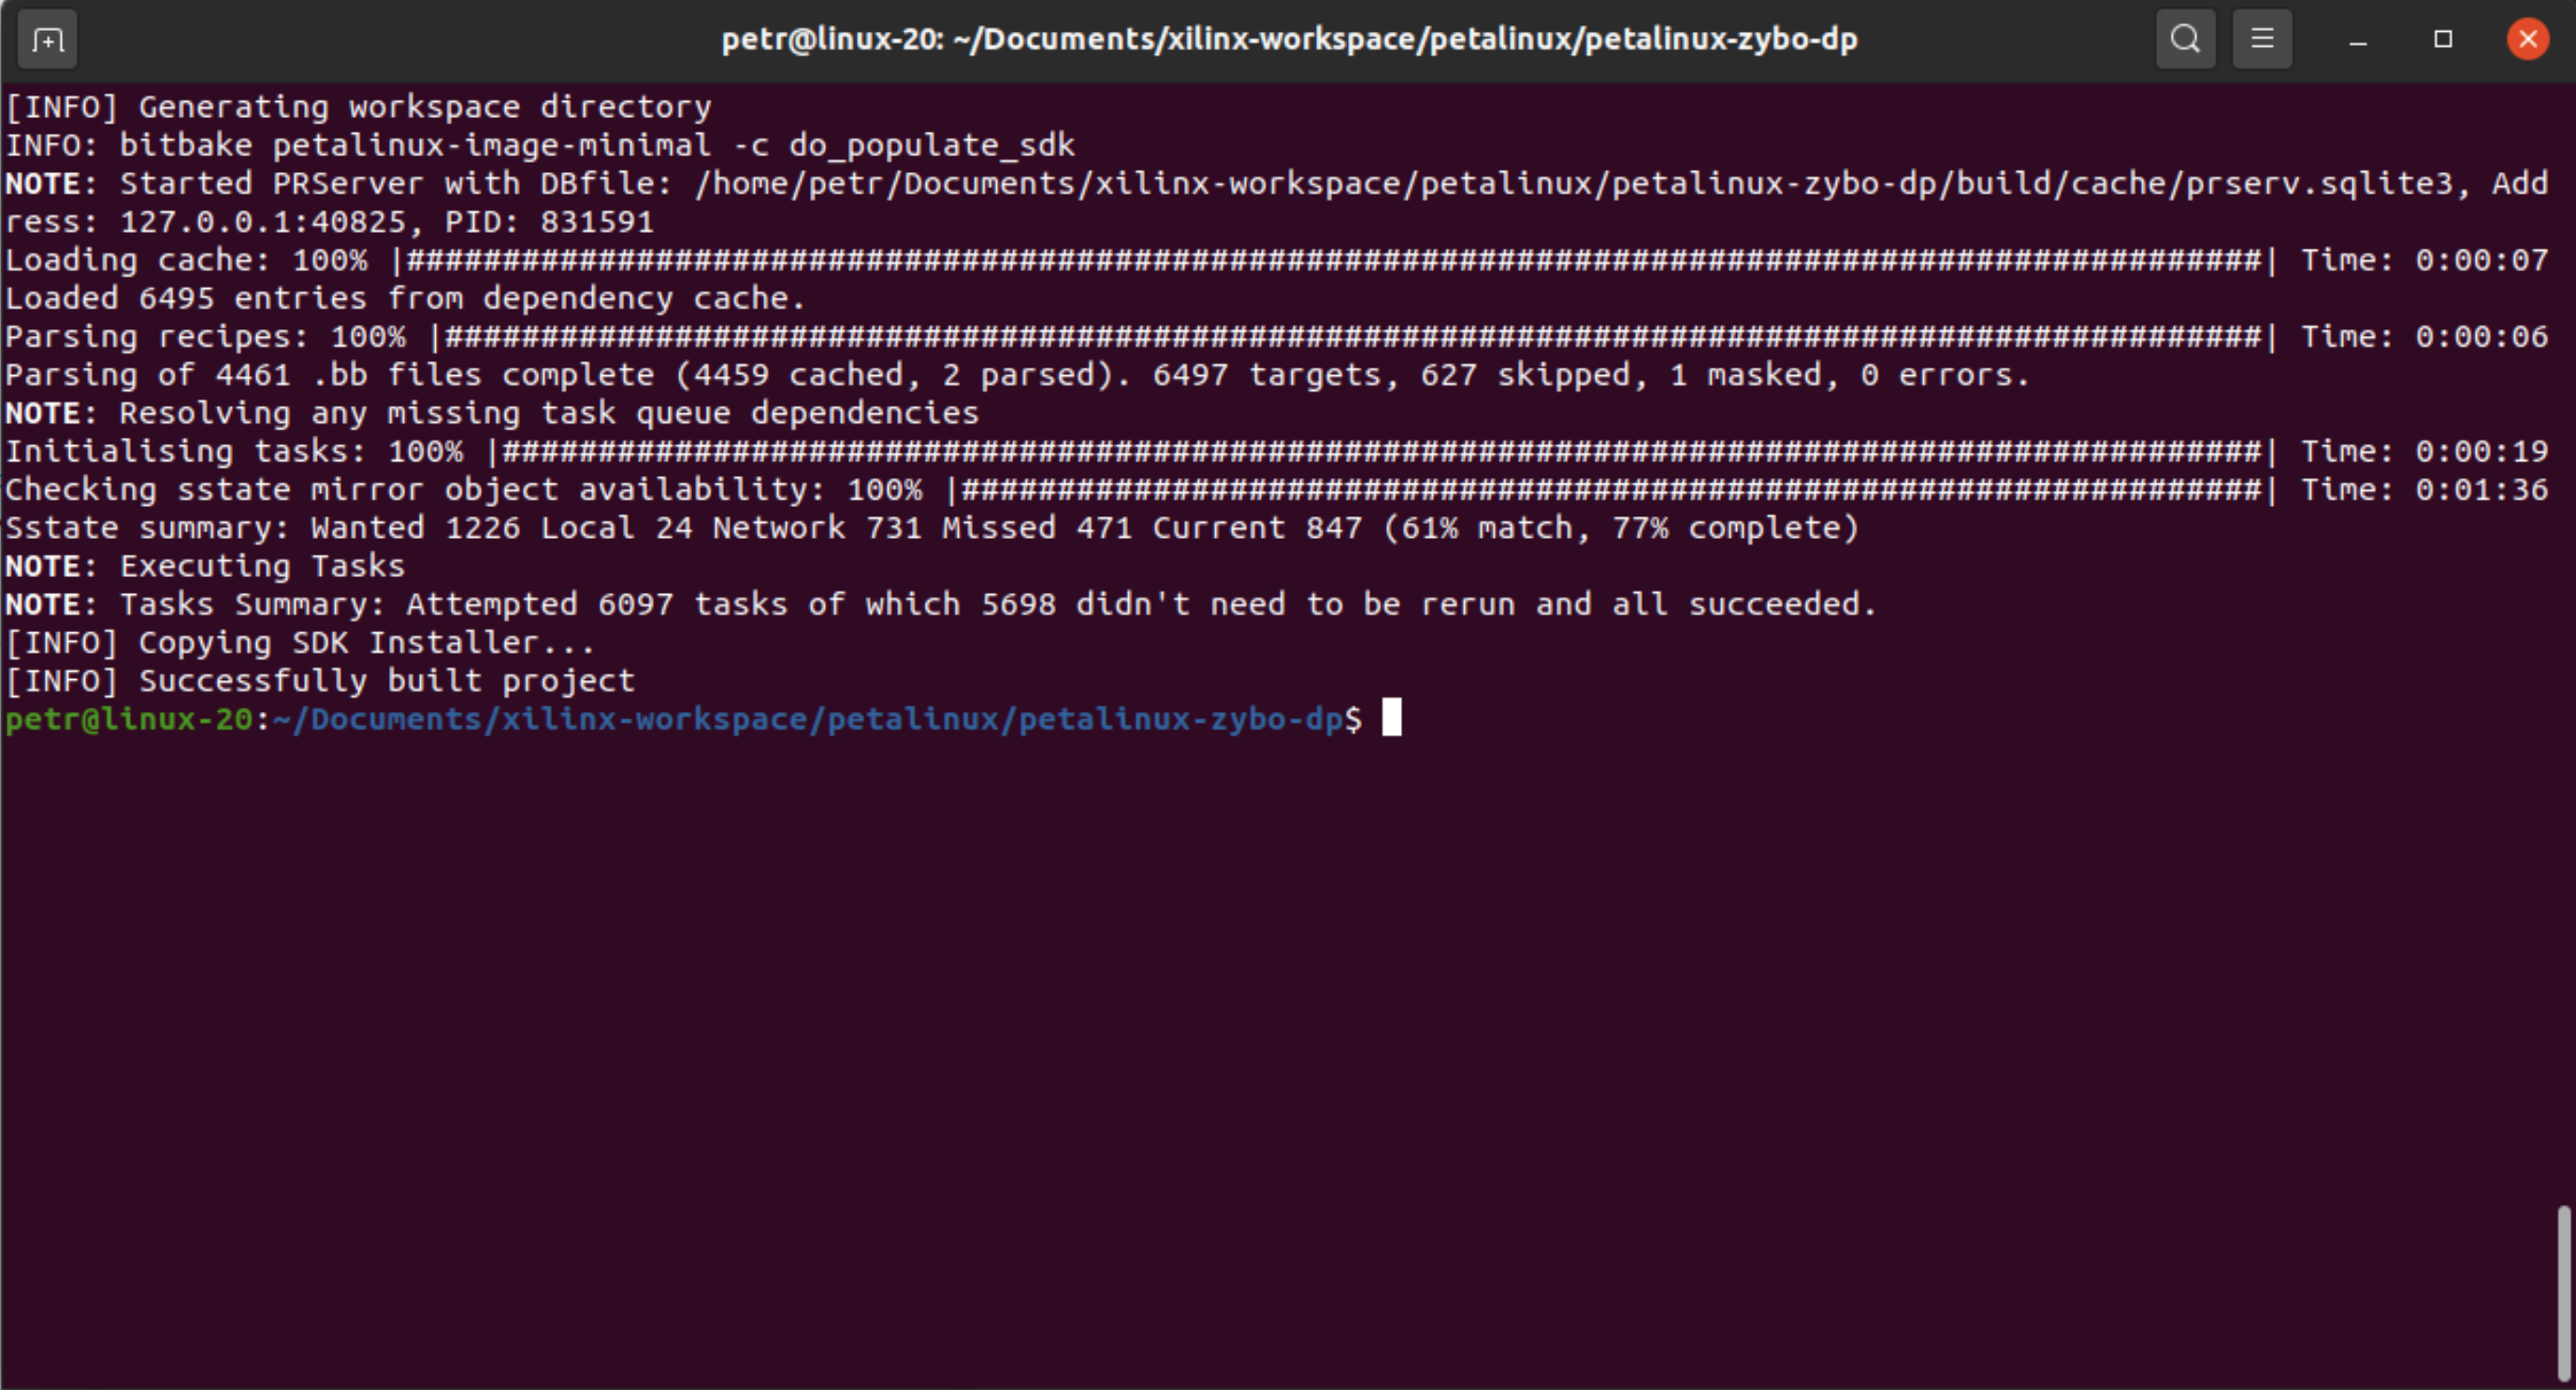 petr@linux-20: ~/Documents/xilinx-workspace/petalinux/petalinux-zybo-dp
[INFO] Generating workspace directory
INFO: bitbake petalinux-image-minimal -c do_populate_sdk
NOTE: Started PRServer with DBfile: /home/petr/Documents/xilinx-workspace/petalinux/petalinux-zybo-dp/build/cache/prserv.sqlite3, Add
ress: 127.0.0.1:40825, PID: 831591
Loading cache: 100% |#################################################################################################| Time: 0:00:07
Loaded 6495 entries from dependency cache.
Parsing recipes: 100% |###############################################################################################| Time: 0:00:06
Parsing of 4461 .bb files complete (4459 cached, 2 parsed). 6497 targets, 627 skipped, 1 masked, 0 errors.
NOTE: Resolving any missing task queue dependencies
Initialising tasks: 100% |############################################################################################| Time: 0:00:19
Checking sstate mirror object availability: 100% |####################################################################| Time: 0:01:36
Sstate summary: Wanted 1226 Local 24 Network 731 Missed 471 Current 847 (61% match, 77% complete)
NOTE: Executing Tasks
NOTE: Tasks Summary: Attempted 6097 tasks of which 5698 didn't need to be rerun and all succeeded.
[INFO] Copying SDK Installer...
[INFO] Successfully built project
petr@linux-20:~/Documents/xilinx-workspace/petalinux/petalinux-zybo-dp$